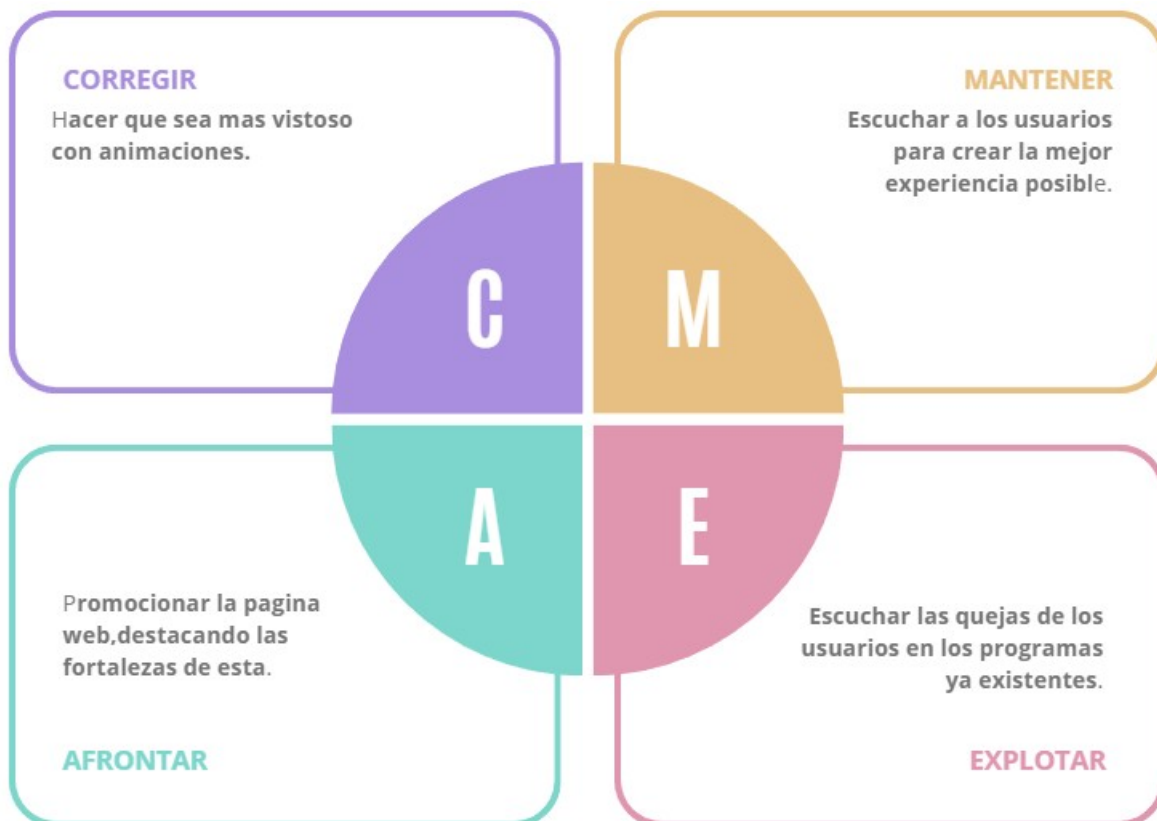 CORREGIR
Hacer que sea mas vistoso
con animaciones.
MANTENER
Escuchar a los usuarios
para crear la mejor
experiencia posible.
C
M
A
E
Promocionar la pagina
web,destacando las
fortalezas de esta.
AFRONTAR
Escuchar las quejas de los
usuarios en los programas
ya existentes.
EXPLOTAR